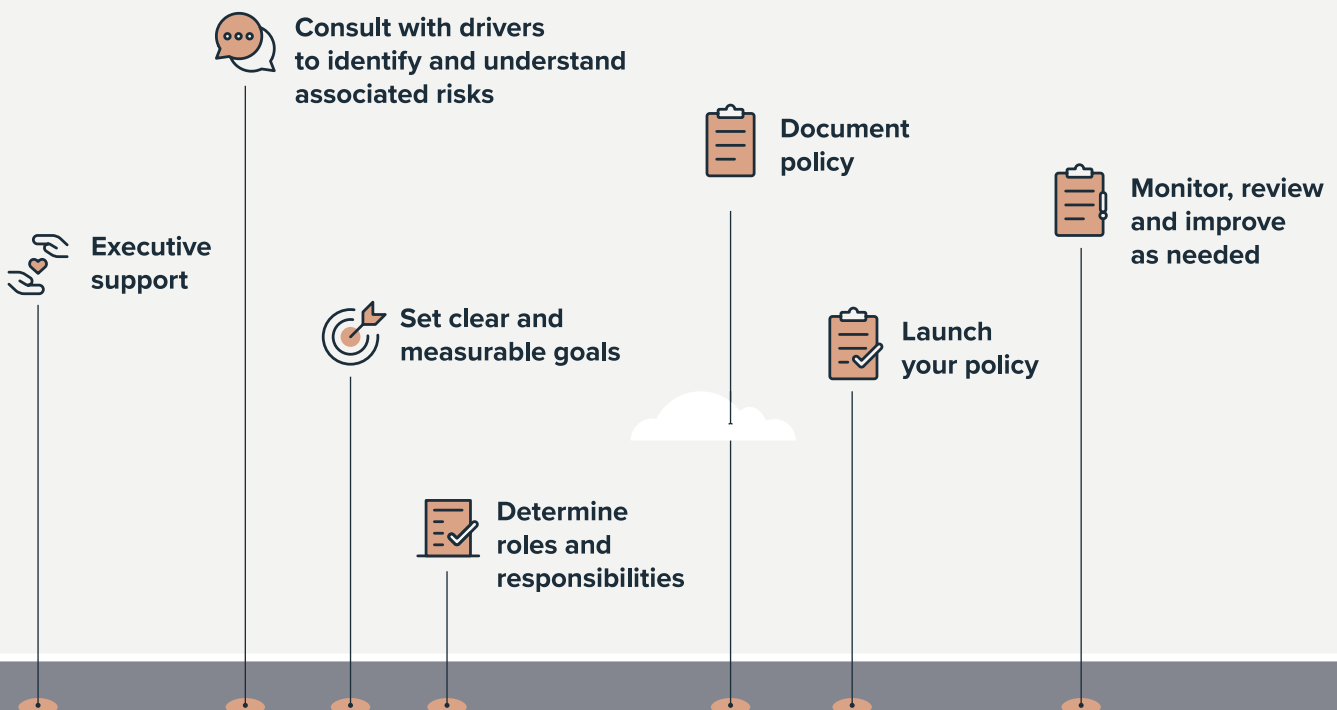 Executive
support
Consult with drivers
to identify and understand
associated risks
Set clear and
measurable goals
Determine
roles and
responsibilities
Document
policy
Launch
your policy
Monitor, review
and improve
as needed